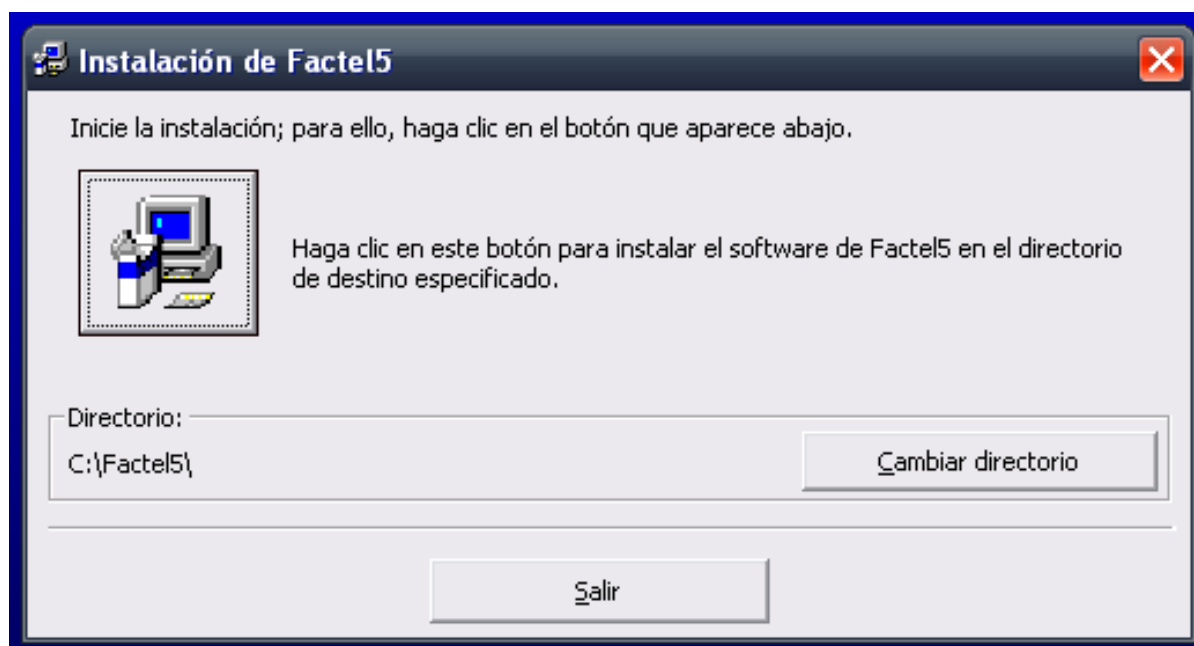 Instalación de Factel5
Inicie la instalación; para ello, haga clic en el botón que aparece abajo.
Haga clic en este botón para instalar el software de Factel5 en el directorio
de destino especificado.
Directorio:
C:\Factel5\
Cambiar directorio
Salir